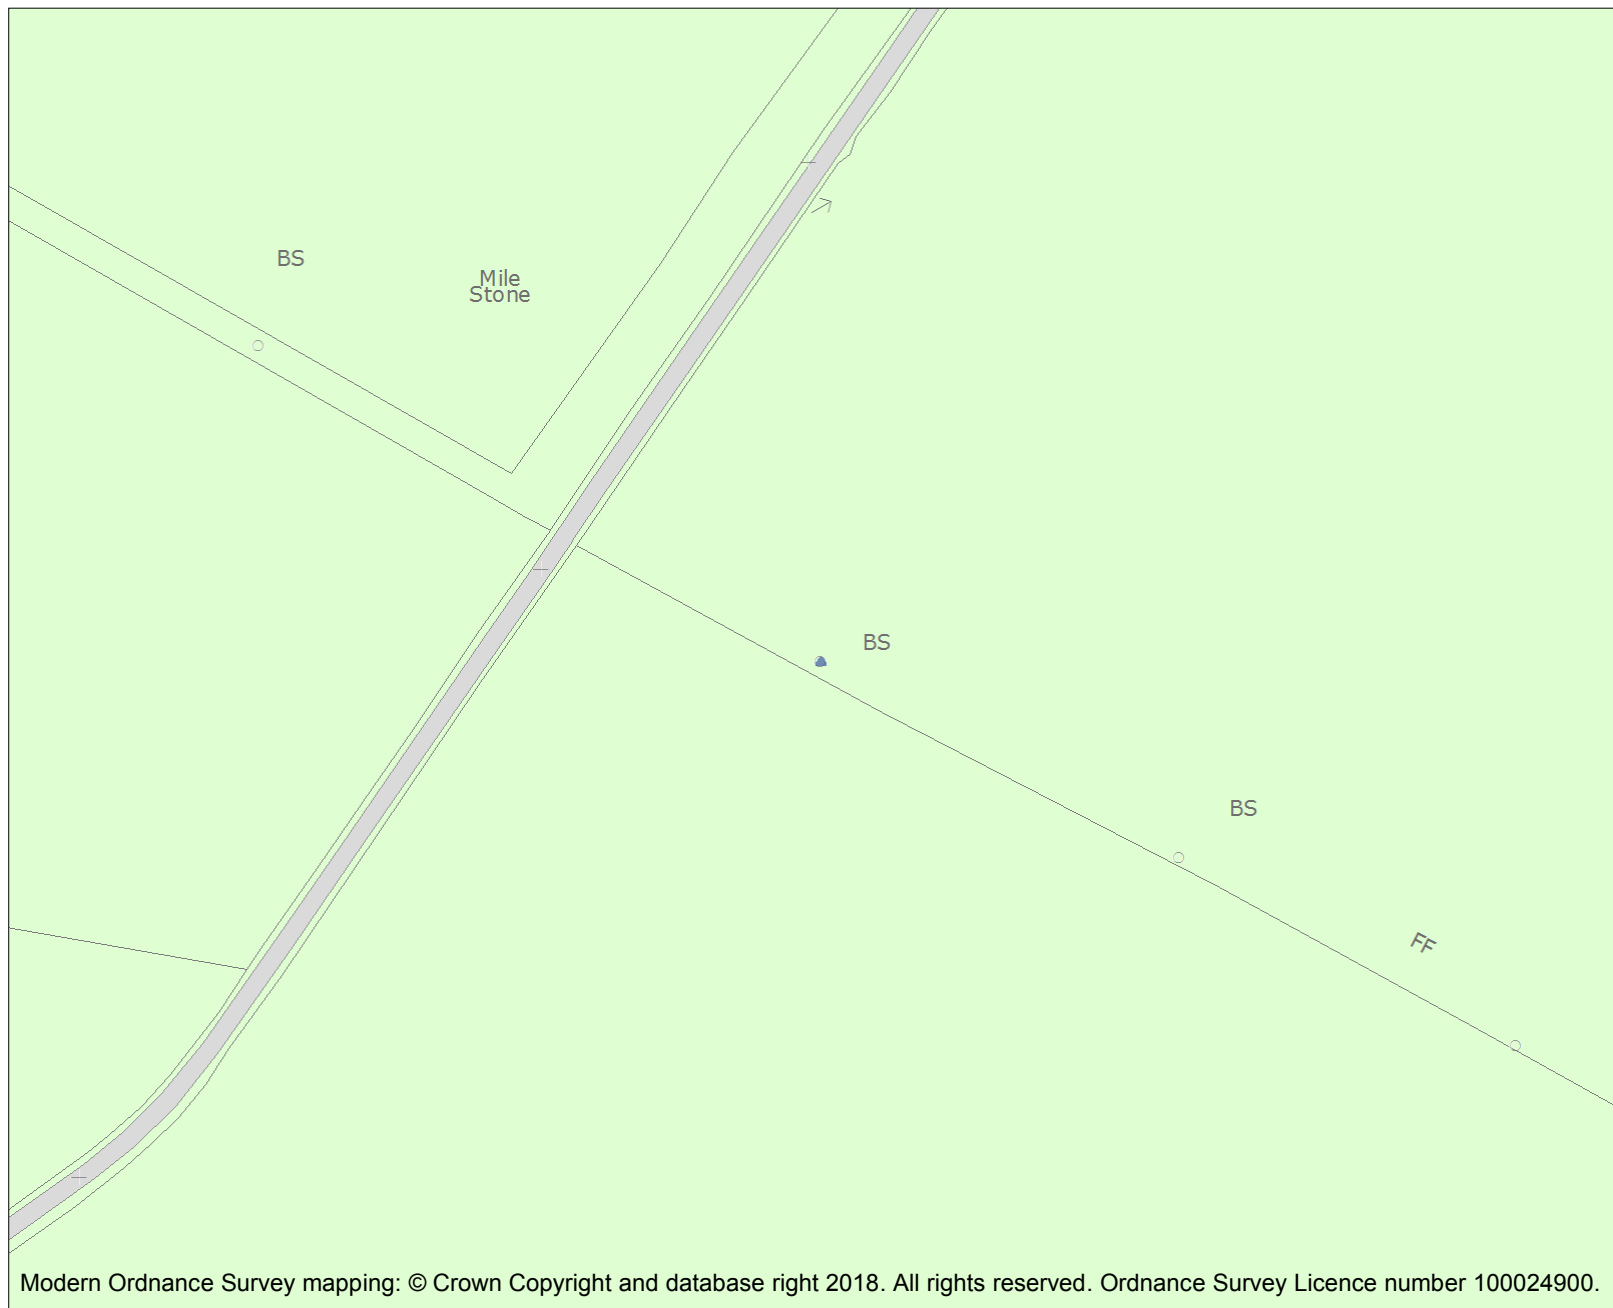 BS
Mile
Stone
BS
BS
FF
Modern Ordnance Survey mapping: © Crown Copyright and database right 2018. All rights reserved. Ordnance Survey Licence number 100024900.